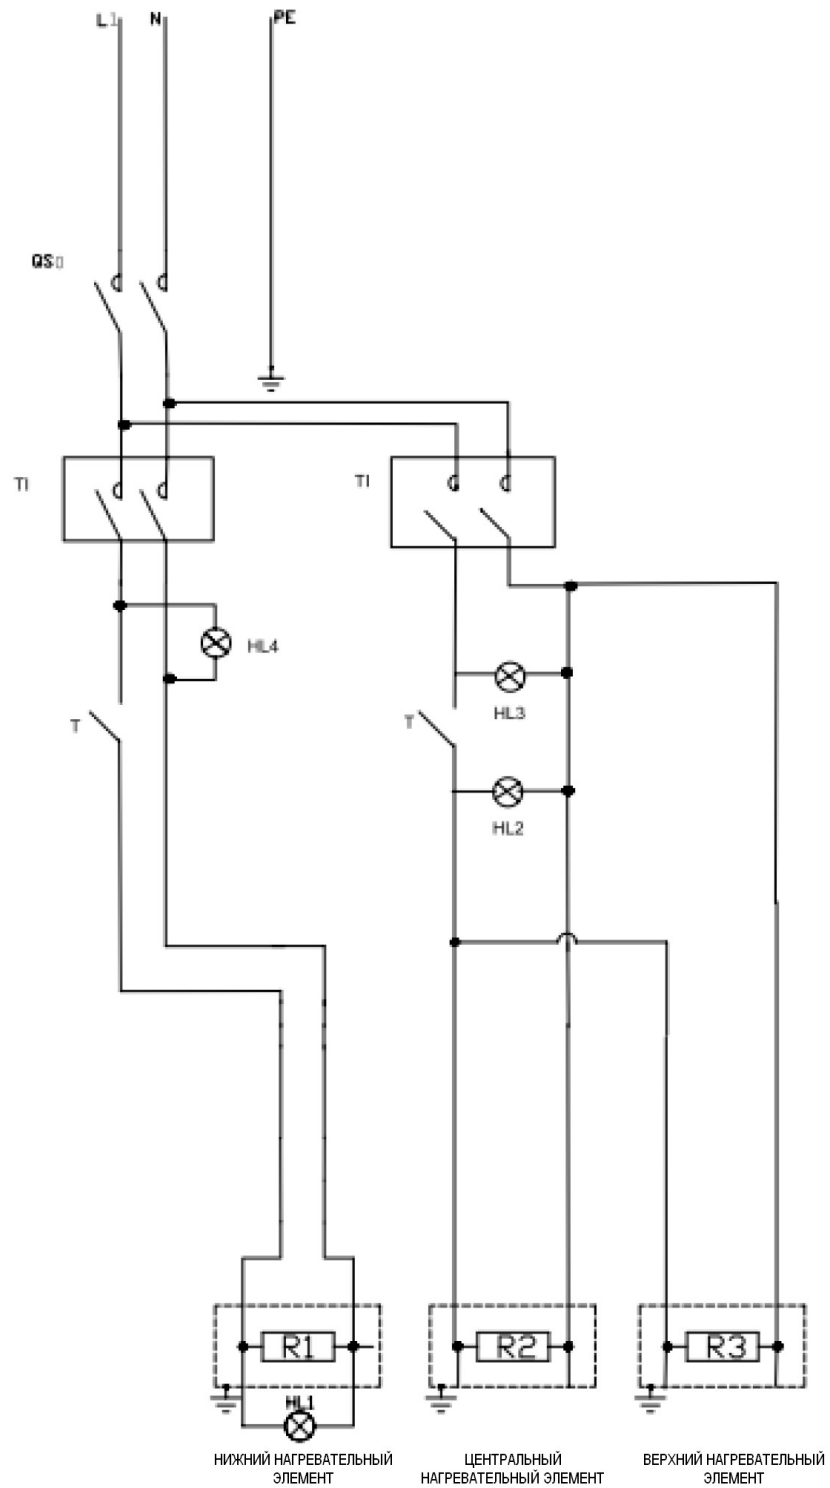 L1 N PE
QS
TI TI
HL4
HL3
T T
HL2
R1 R2 R3
HL1
НИЖНИЙ НАГРЕВАТЕЛЬНЫЙ
ЭЛЕМЕНТ
ЦЕНТРАЛЬНЫЙ
НАГРЕВАТЕЛЬНЫЙ ЭЛЕМЕНТ
ВЕРХНИЙ НАГРЕВАТЕЛЬНЫЙ
ЭЛЕМЕНТ